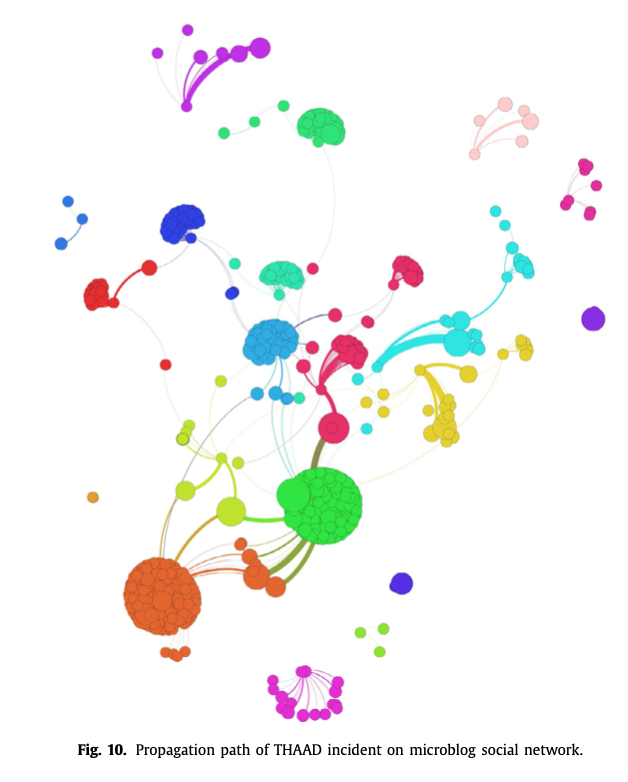 Fig. 10. Propagation path of THAAD incident on microblog social network.